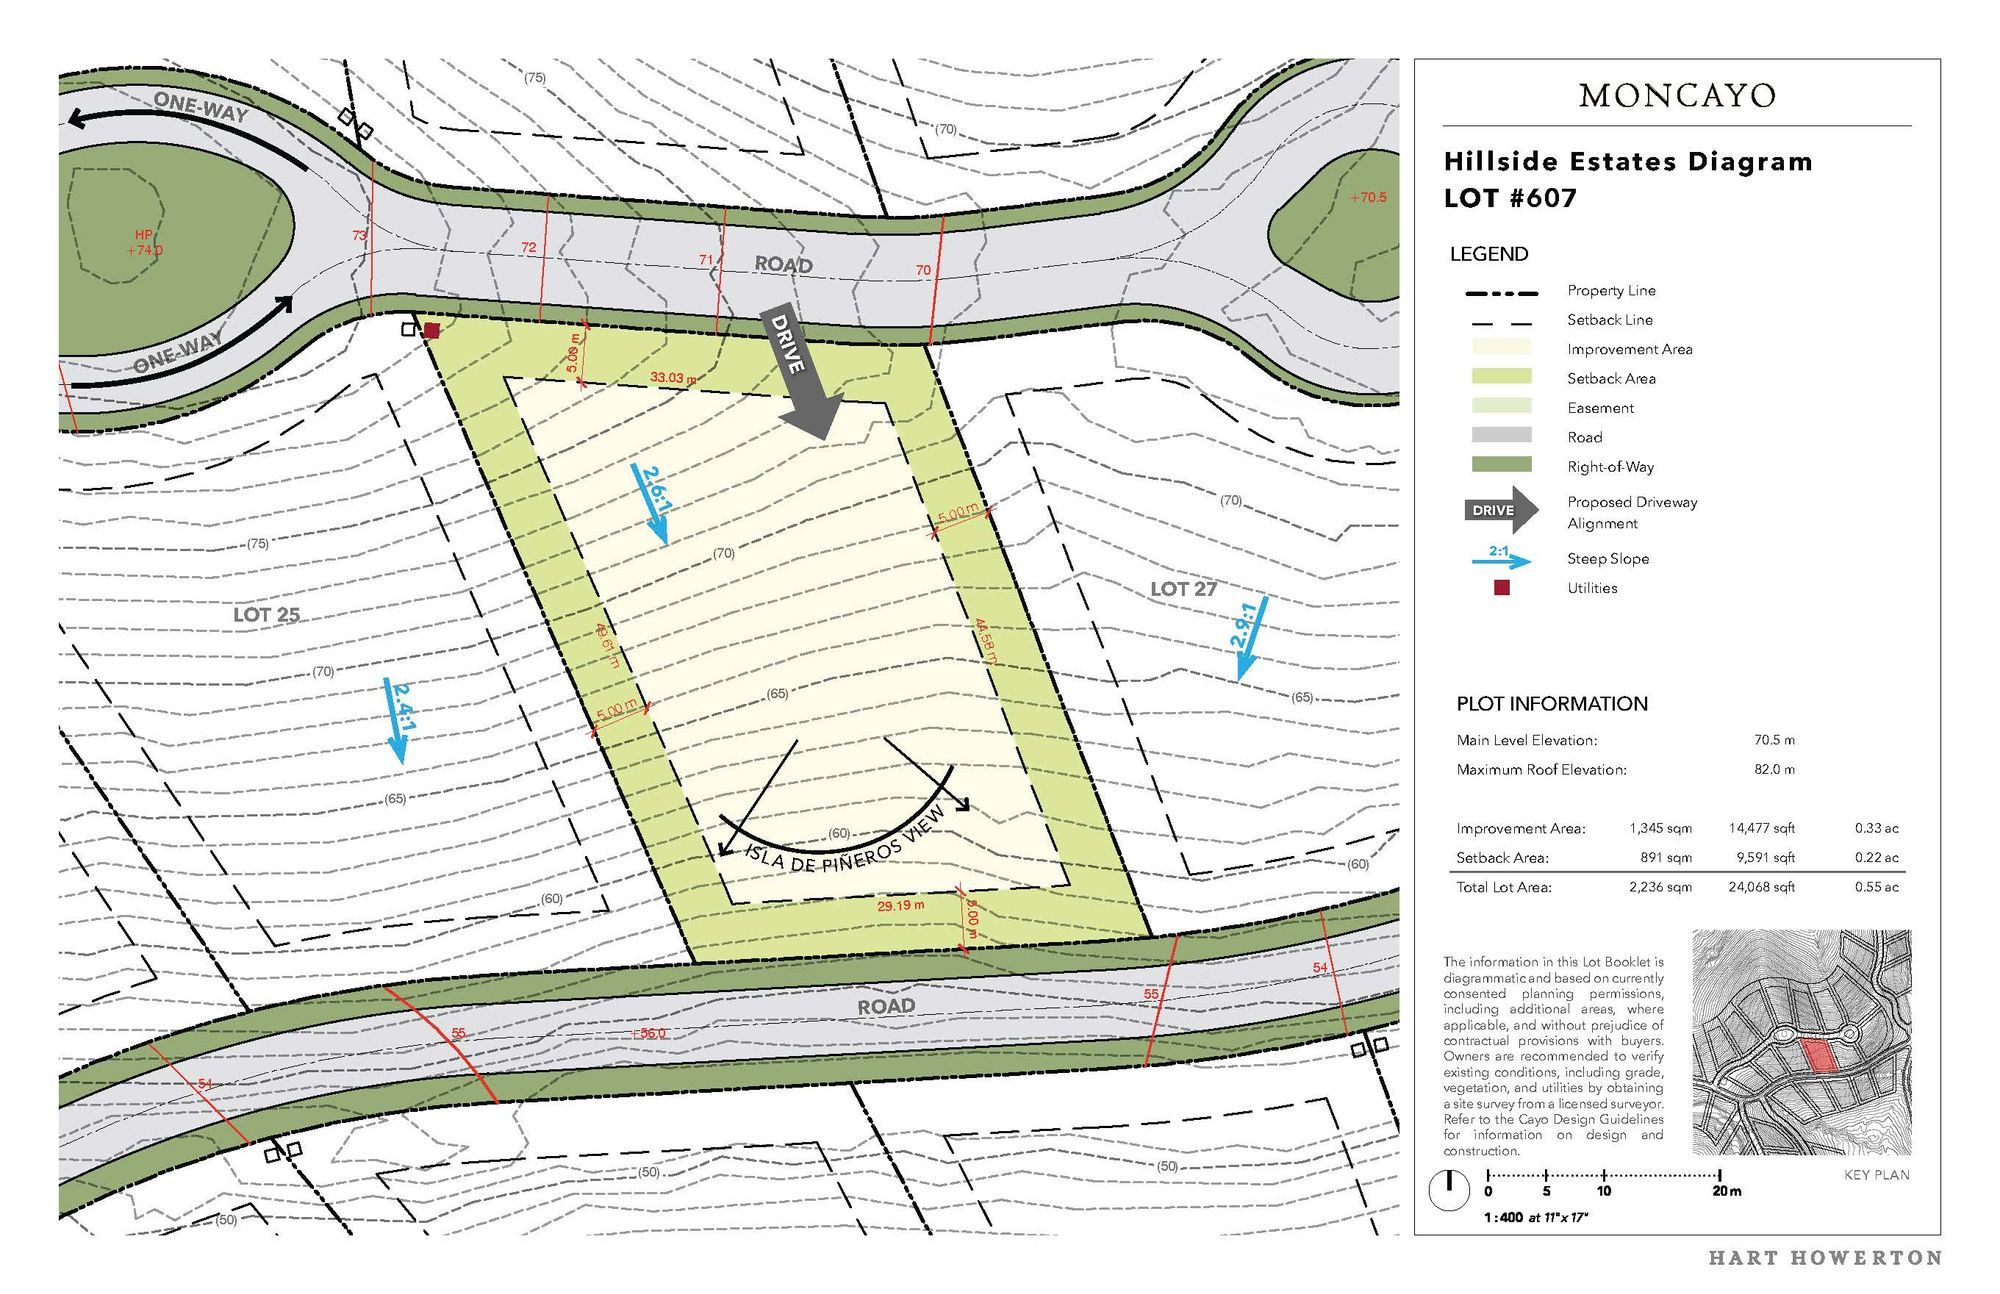 ONE-WAY
(75)
(70)
HP
+74.0
73
72
71
ROAD
70
+70.5
ONE-WAY
5.00 m
33.03 m
DRIVE
2.6:1
5.00 m
(70)
(70)
(75)
LOT 25
LOT 27
2.9:1
49.61 m
44.58 m
(70)
(65)
(65)
2.4:1
5.00 m
(65)
(60)
ISLA DE PIÑEROS VIEW
(60)
(60)
29.19 m
5.00 m
54
55
ROAD
55
+56.0
54
(50)
(50)
(50)
MONCAYO
Hillside Estates Diagram
LOT #607
LEGEND
Property Line
Setback Line
Improvement Area
Setback Area
Easement
Road
Right-of-Way
DRIVE
Proposed Driveway
Alignment
2:1
Steep Slope
Utilities
PLOT INFORMATION
Main Level Elevation: 70.5 m
Maximum Roof Elevation: 82.0 m
Improvement Area: 1,345 sqm 14,477 sqft 0.33 ac
Setback Area: 891 sqm 9,591 sqft 0.22 ac
Total Lot Area: 2,236 sqm 24,068 sqft 0.55 ac
The information in this Lot Booklet is
diagrammatic and based on currently
consented planning permissions,
including additional areas, where
applicable, and without prejudice of
contractual provisions with buyers.
Owners are recommended to verify
existing conditions, including grade,
vegetation, and utilities by obtaining
a site survey from a licensed surveyor.
Refer to the Cayo Design Guidelines
for information on design and
construction.
KEY PLAN
0 5 10 20m
1:400 at 11"x 17"
HART HOWERTON